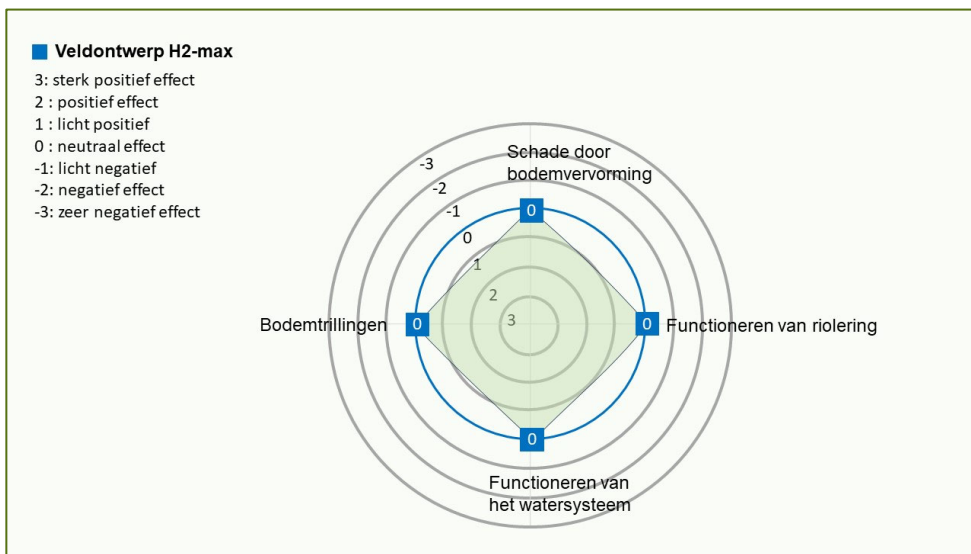 Veldontwerp H2-max
3: sterk positief effect
2 : positief effect
1 : licht positief
0 : neutraal effect
-1: licht negatief
-2: negatief effect
-3: zeer negatief effect
Schade door
bodemvervorming
-3
-2
-1
0
1
2
3
0
Bodemtrillingen
0
0
Functioneren van riolering
0
Functioneren van
het watersysteem